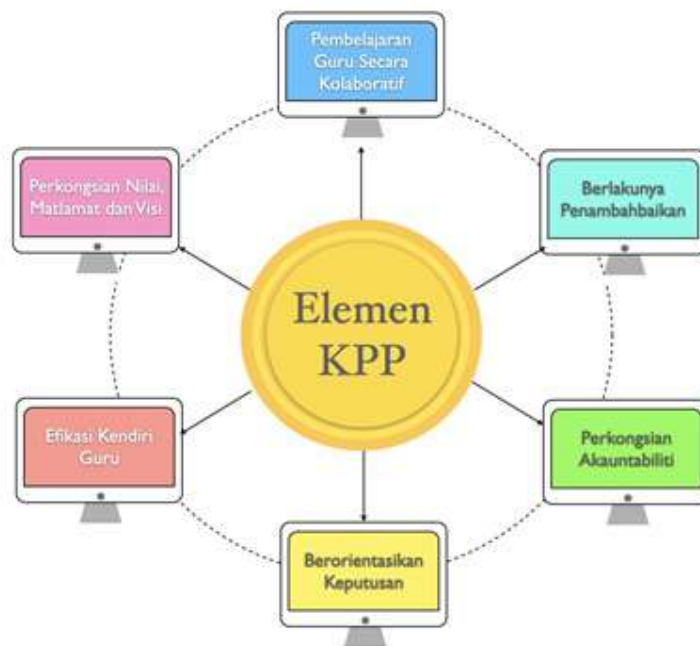 Pembelajaran
Guru Secara
Kolaboratif
Perkongsian Nilai,
Matlamat dan Visi
Berlakunya
Penambahbaikan
Elemen
KPP
Efikasi Kendiri
Guru
Perkongsian
Akauntabiliti
Berorientasikan
Keputusan